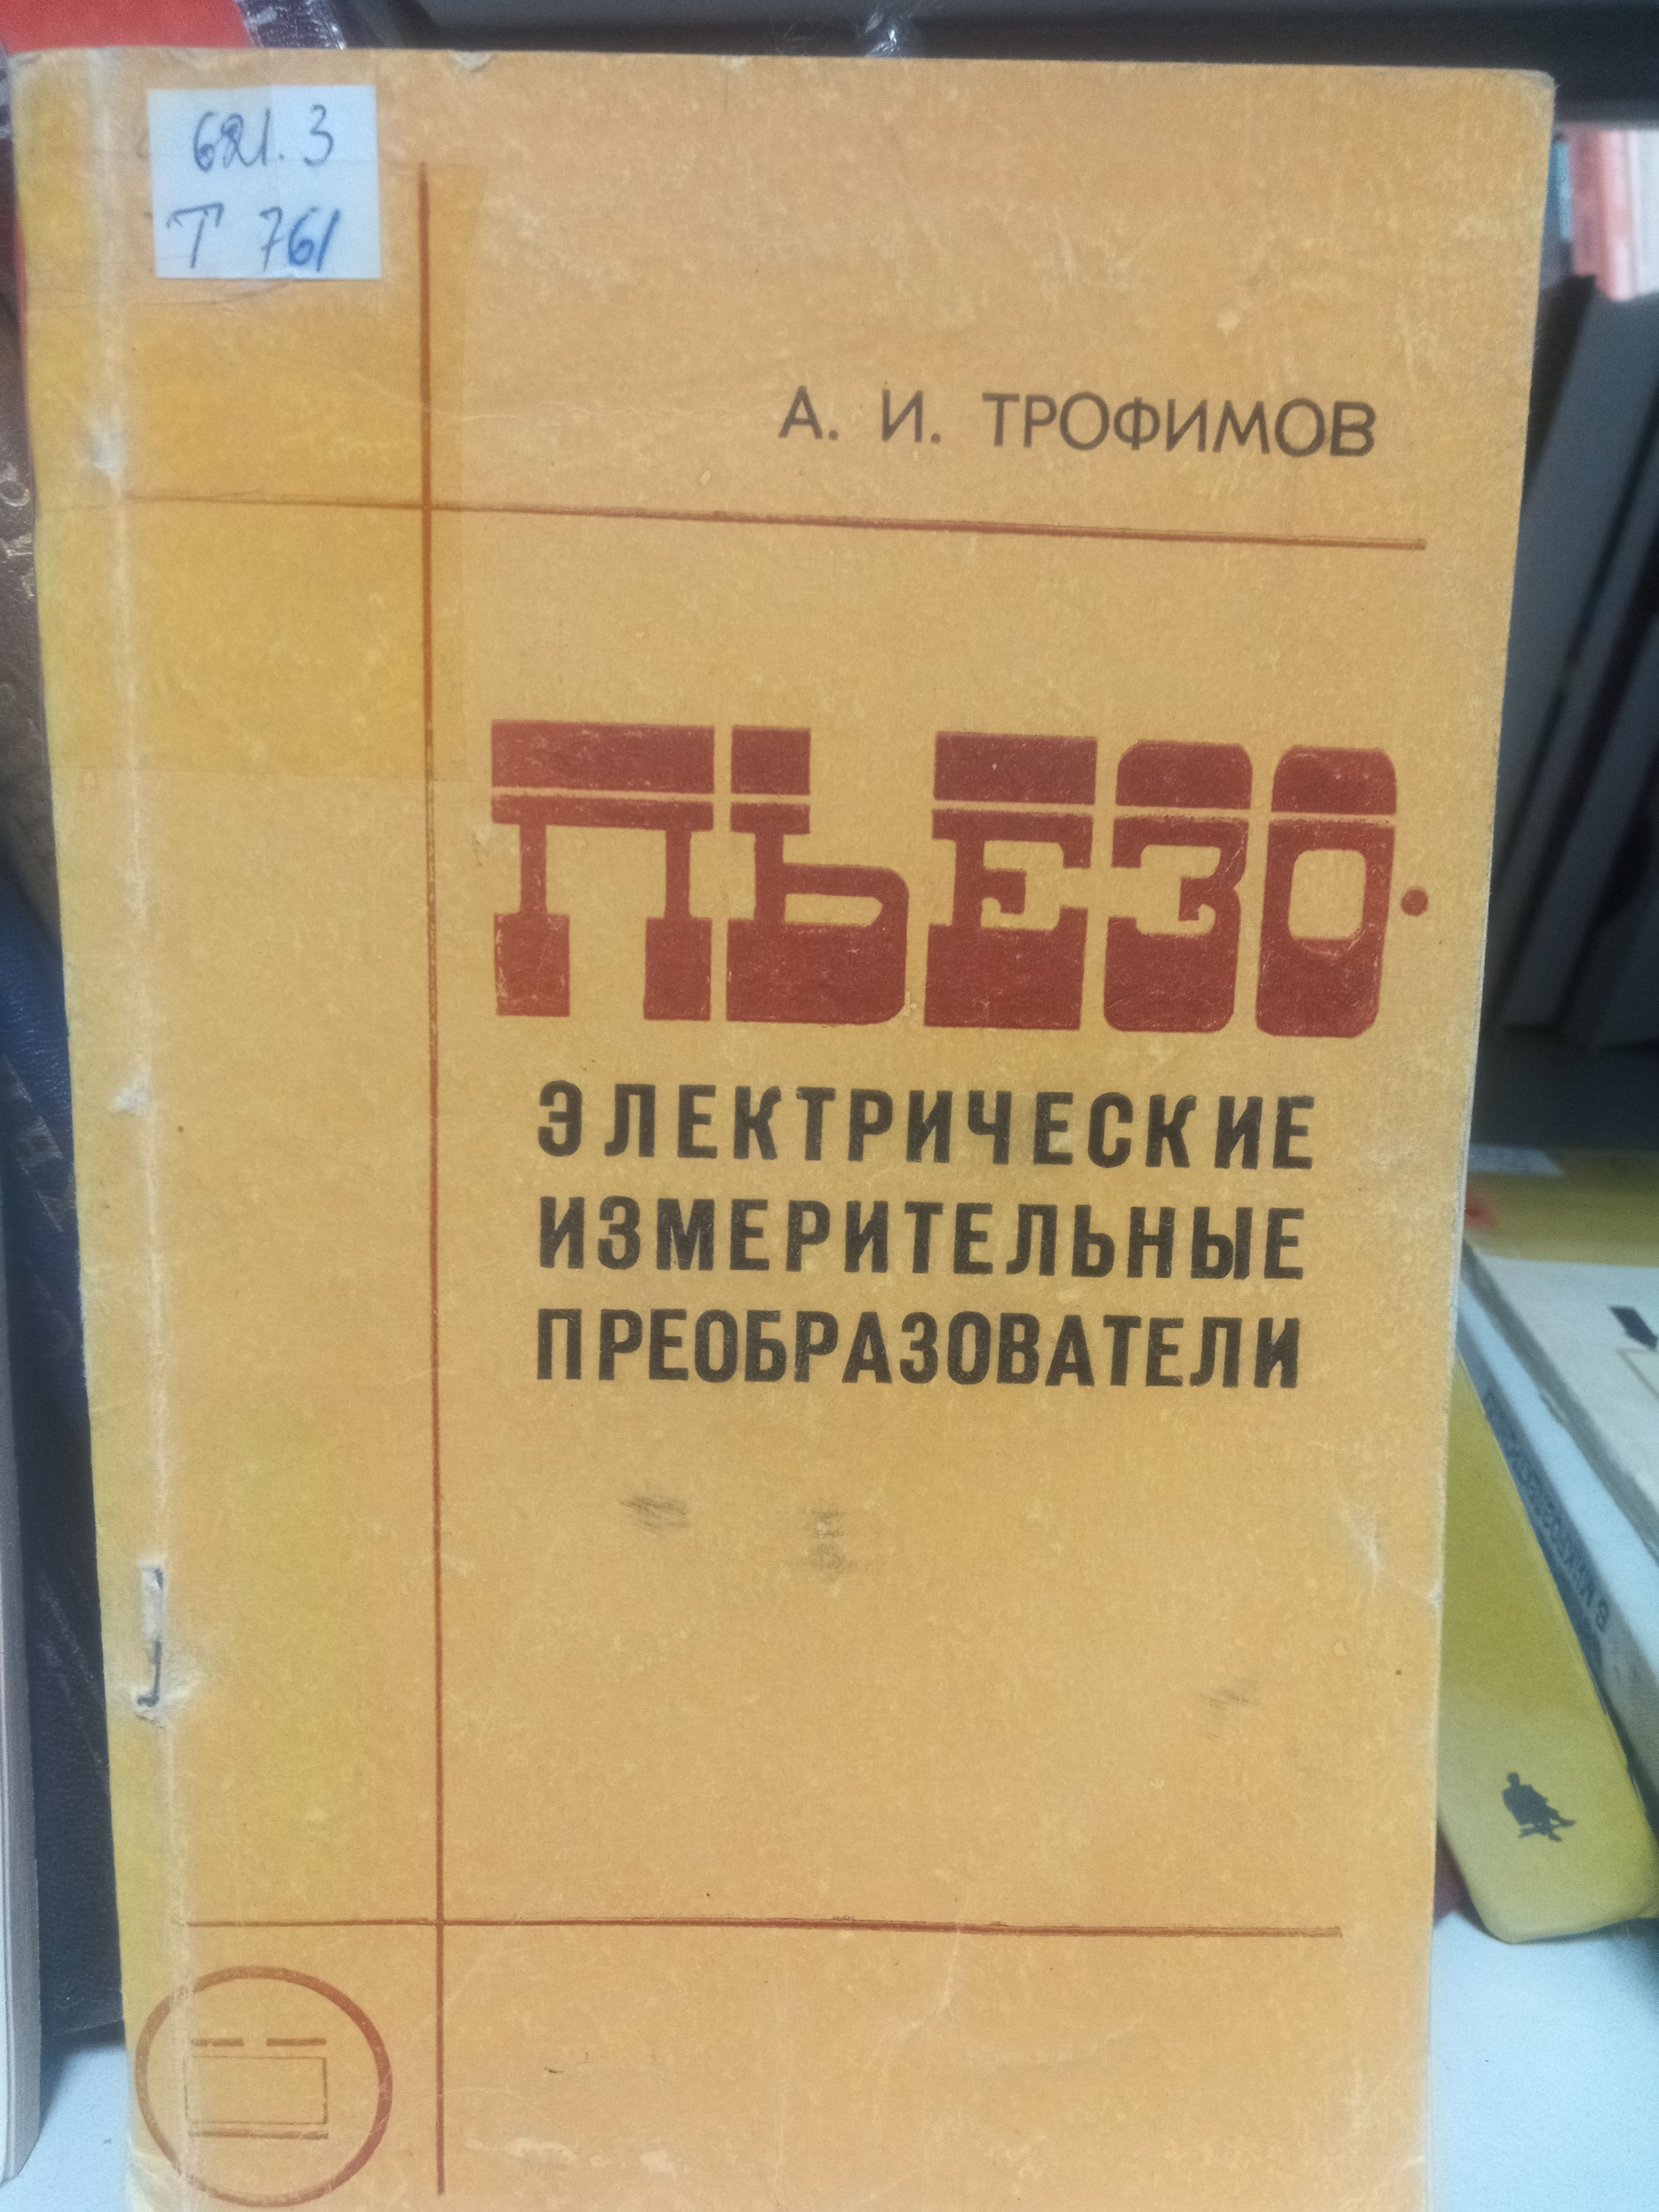 621.3
Т 761
А. И. ТРОФИМОВ
ПЬЕЗО·
ЭЛЕКТРИЧЕСКИЕ
ИЗМЕРИТЕЛЬНЫЕ
ПРЕОБРАЗОВАТЕЛИ